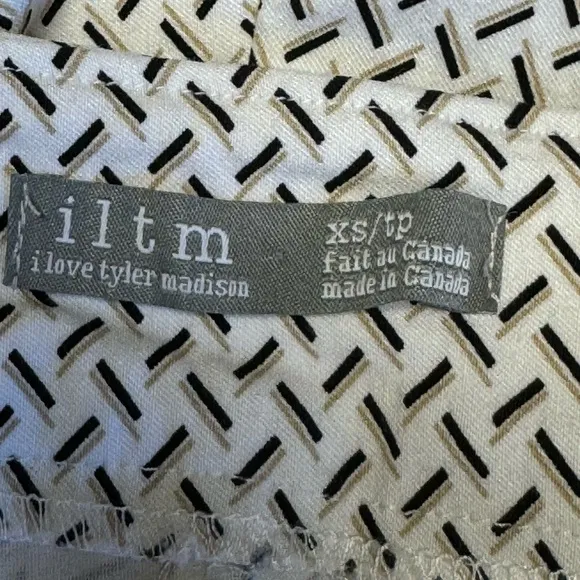 iltm
i love tyler madison
xs/tp
fait au Canada
made in Canada